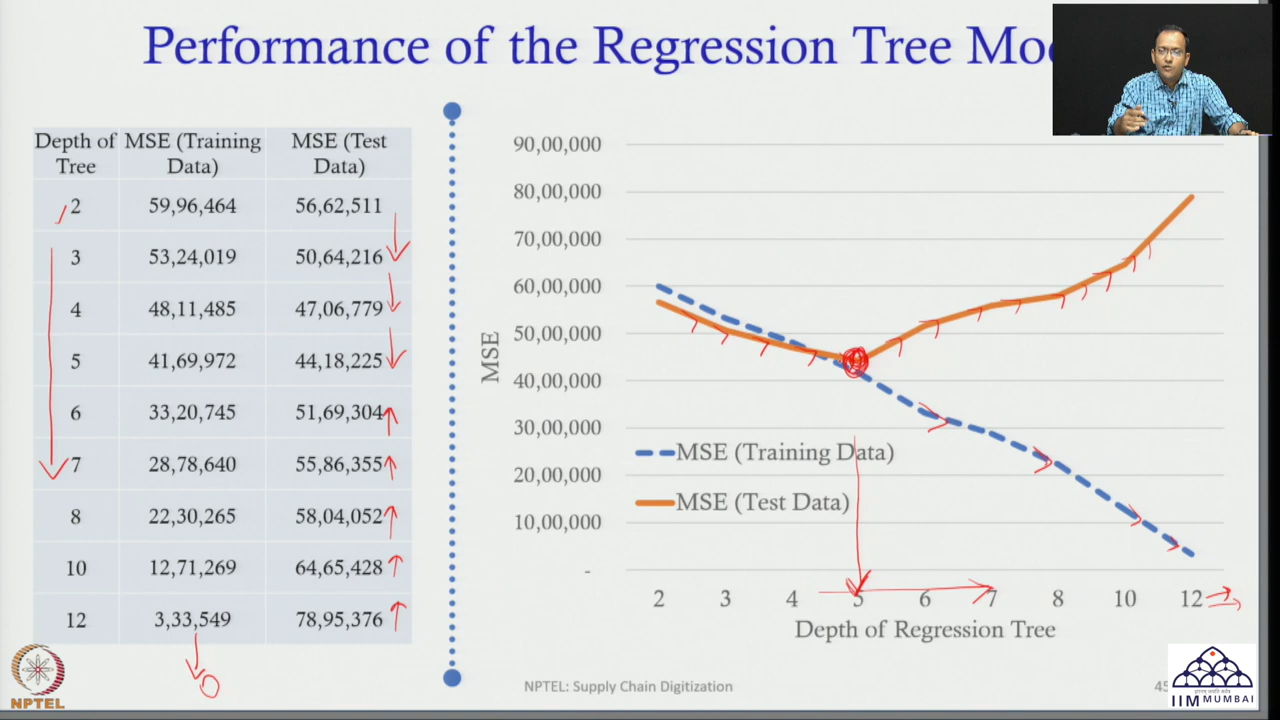 Performance of the Regression Tree
Depth of Tree MSE (Training Data) MSE (Test Data)
2 59,96,464 56,62,511
3 53,24,019 50,64,216
4 48,11,485 47,06,779
5 41,69,972 44,18,225
6 33,20,745 51,69,304
7 28,78,640 55,86,355
8 22,30,265 58,04,052
10 12,71,269 64,65,428
12 3,33,549 78,95,376
0
90,00,000
80,00,000
70,00,000
60,00,000
50,00,000
40,00,000
30,00,000
20,00,000
10,00,000
-
MSE
MSE (Training Data)
MSE (Test Data)
2 3 4 5 6 7 8 10 12
Depth of Regression Tree
NPTEL
NPTEL: Supply Chain Digitization
45
IIM MUMBAI